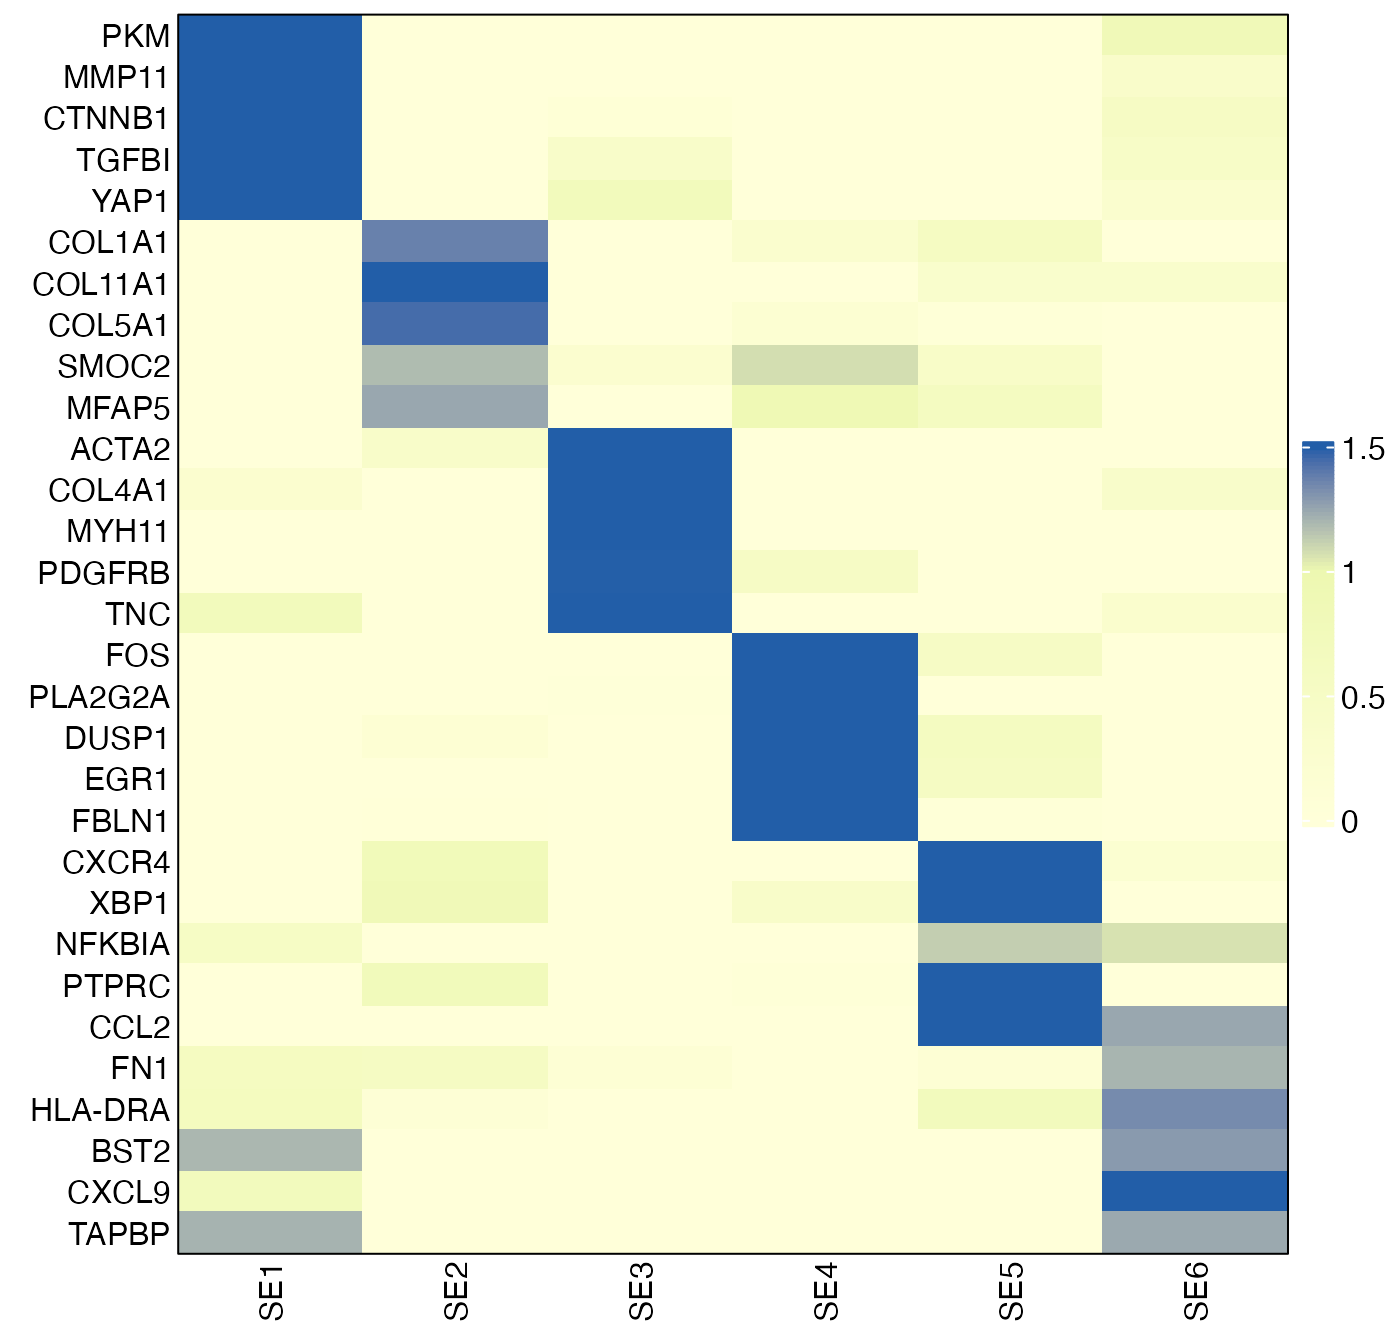 PKM
MMP11
CTNNB1
TGFBI
YAP1
COL1A1
COL11A1
COL5A1
SMOC2
MFAP5
ACTA2
COL4A1
MYH11
PDGFRB
TNC
FOS
PLA2G2A
DUSP1
EGR1
FBLN1
CXCR4
XBP1
NFKBIA
PTPRC
CCL2
FN1
HLA-DRA
BST2
CXCL9
TAPBP
SE1
SE2
SE3
SE4
SE5
SE6
1.5
1
0.5
0